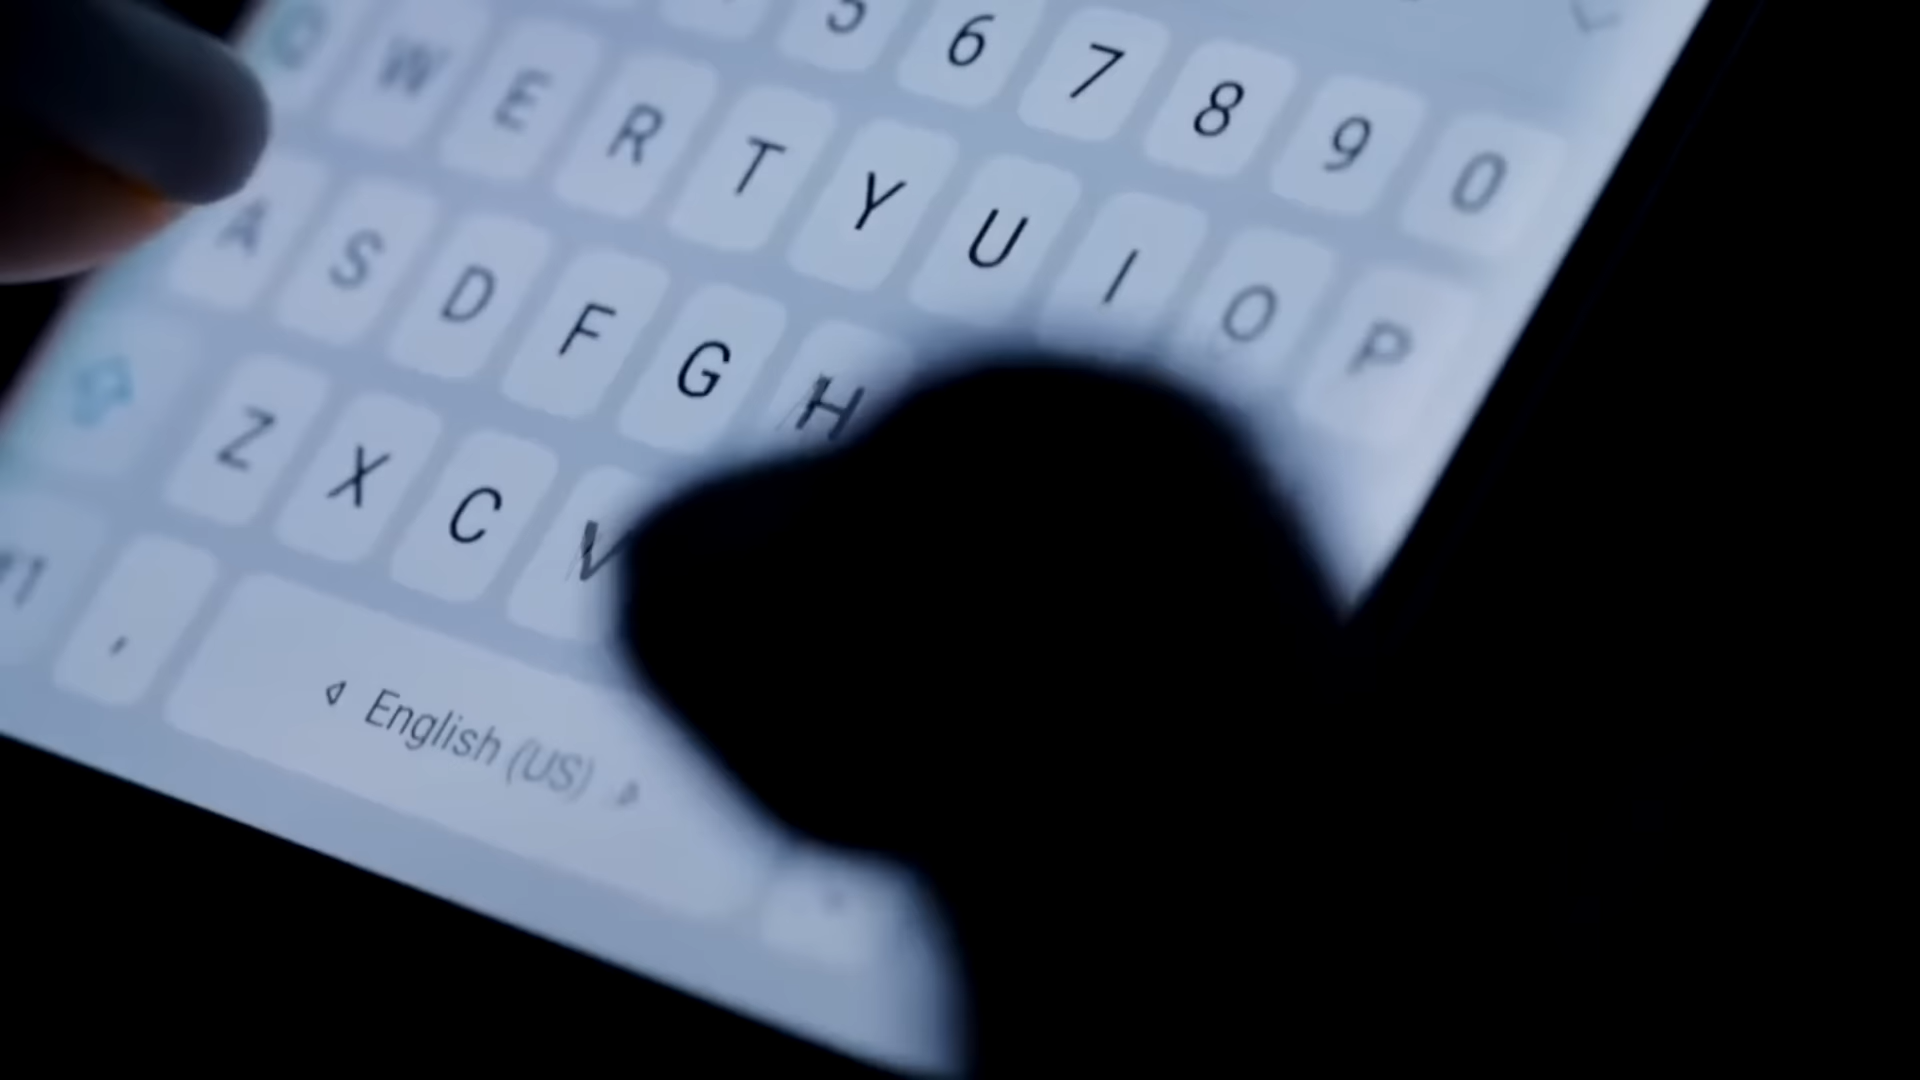 5 6 7 8 9 0
Q W E R T Y U I O P
A S D F G H
Z X C V
,
English (US)